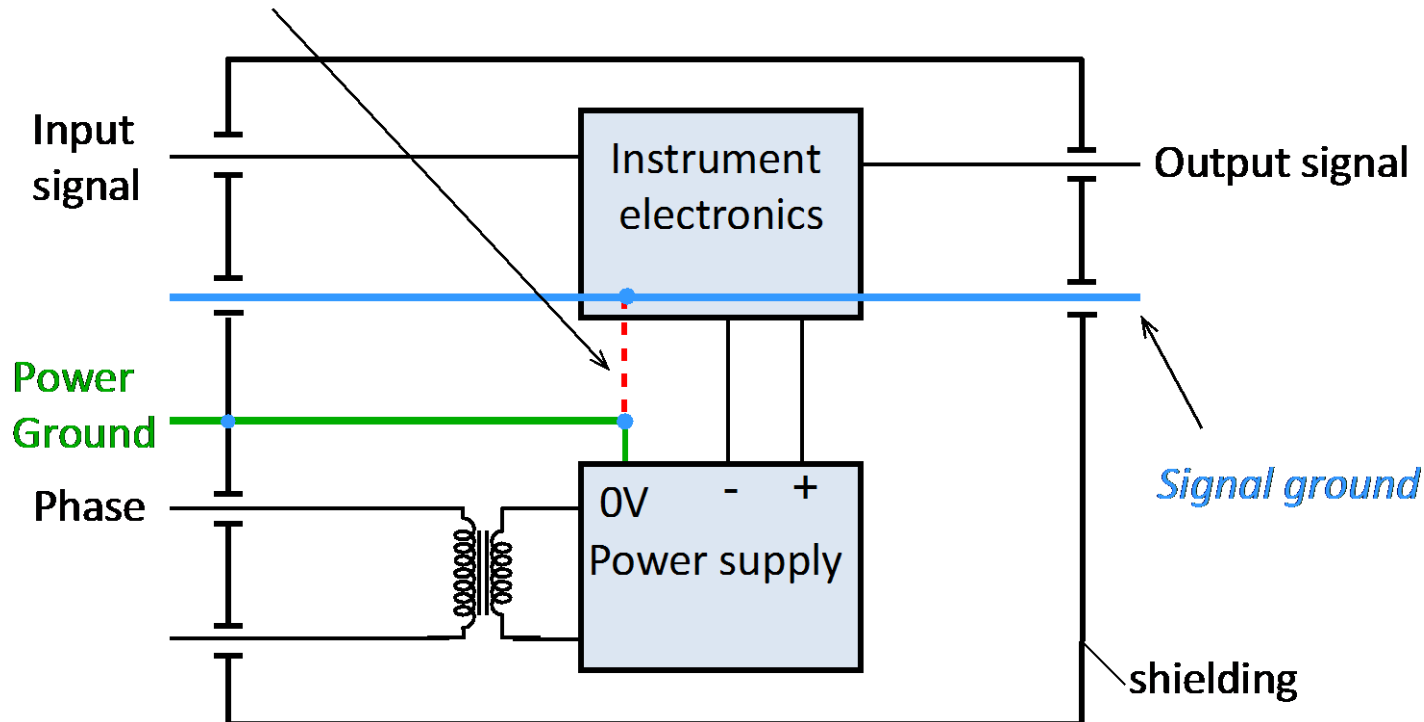 Input
signal
Instrument
electronics
Output signal
Power
Ground
Signal ground
Phase
0V - +
Power supply
shielding